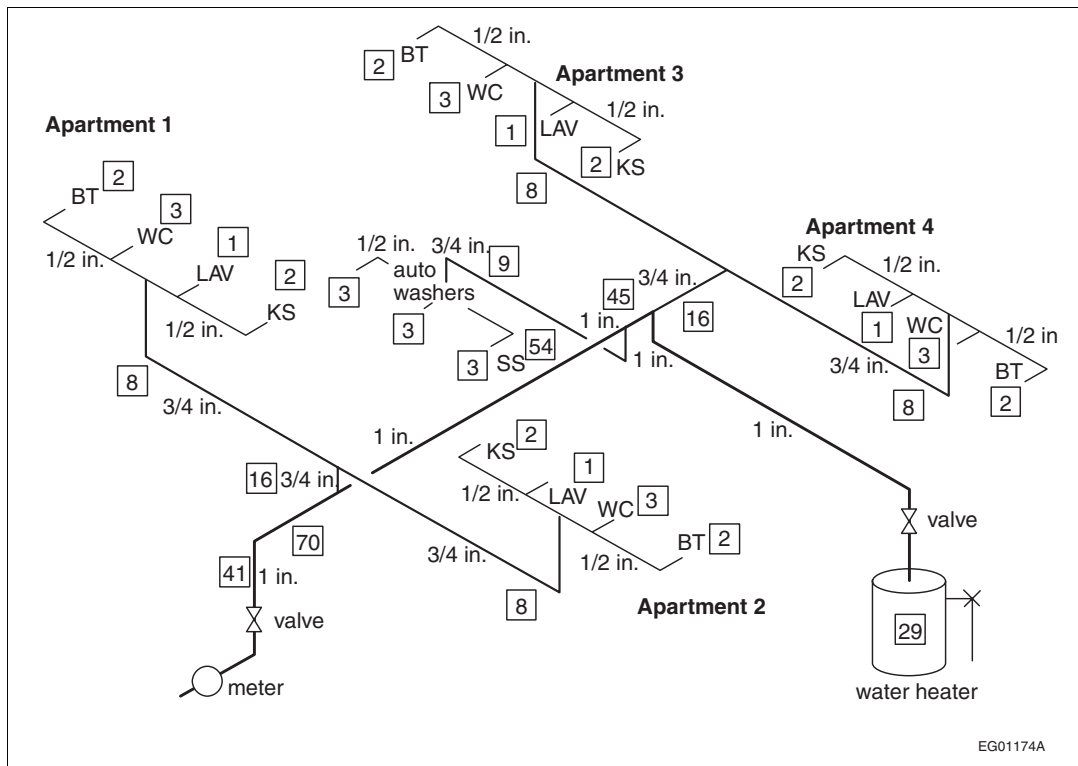 1/2 in.
2 BT
Apartment 3
3 WC
1/2 in.
1 LAV
2 KS
8
Apartment 1
BT 2
WC 3
1/2 in.
LAV 1
KS 2
1/2 in.
8
3/4 in.
1/2 in.
3/4 in.
9
auto
washers
3
3
3 SS
54
45
3/4 in.
1 in.
16
1 in.
Apartment 4
KS
2
1/2 in.
LAV
1
WC
3
1/2 in
BT
2
3/4 in.
8
1 in.
1 in.
16 3/4 in.
KS 2
1
1/2 in.
LAV
WC 3
BT 2
1/2 in.
3/4 in.
8
Apartment 2
70
41 1 in.
valve
meter
valve
29
water heater
EG01174A